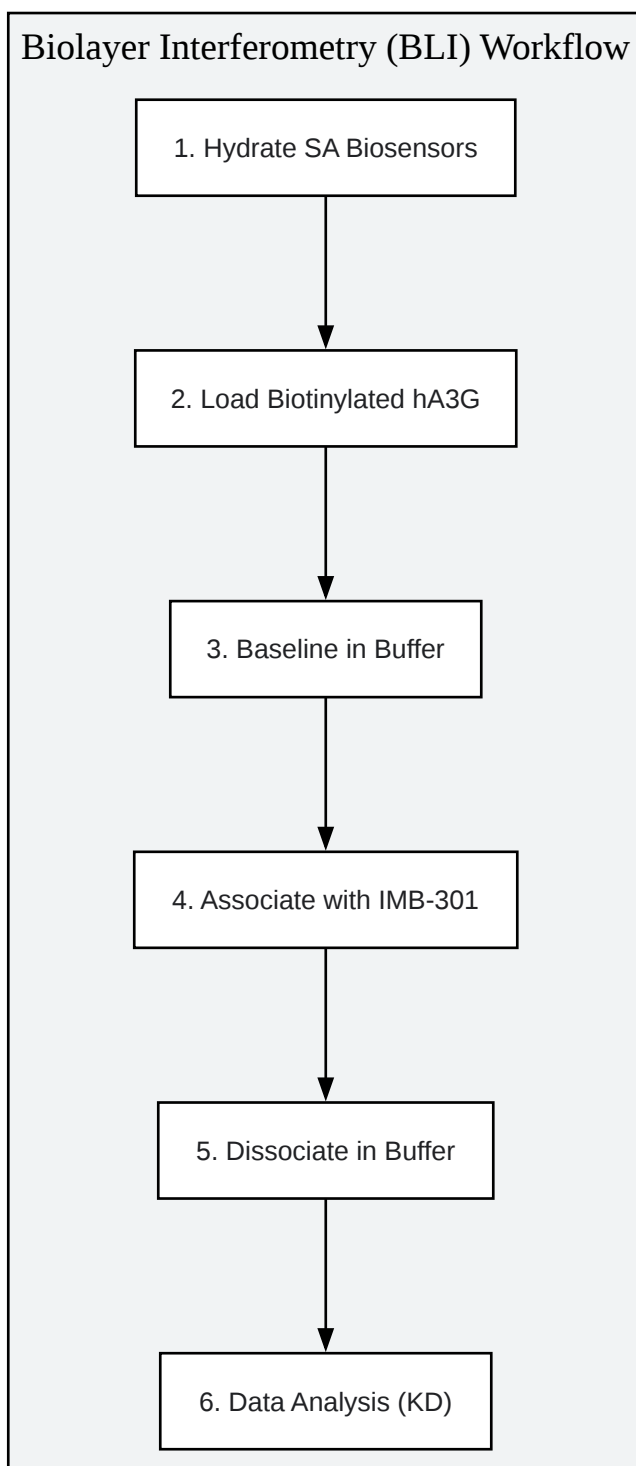 Biolayer Interferometry (BLI) Workflow
1. Hydrate SA Biosensors
2. Load Biotinylated hA3G
3. Baseline in Buffer
4. Associate with IMB-301
5. Dissociate in Buffer
6. Data Analysis (KD)